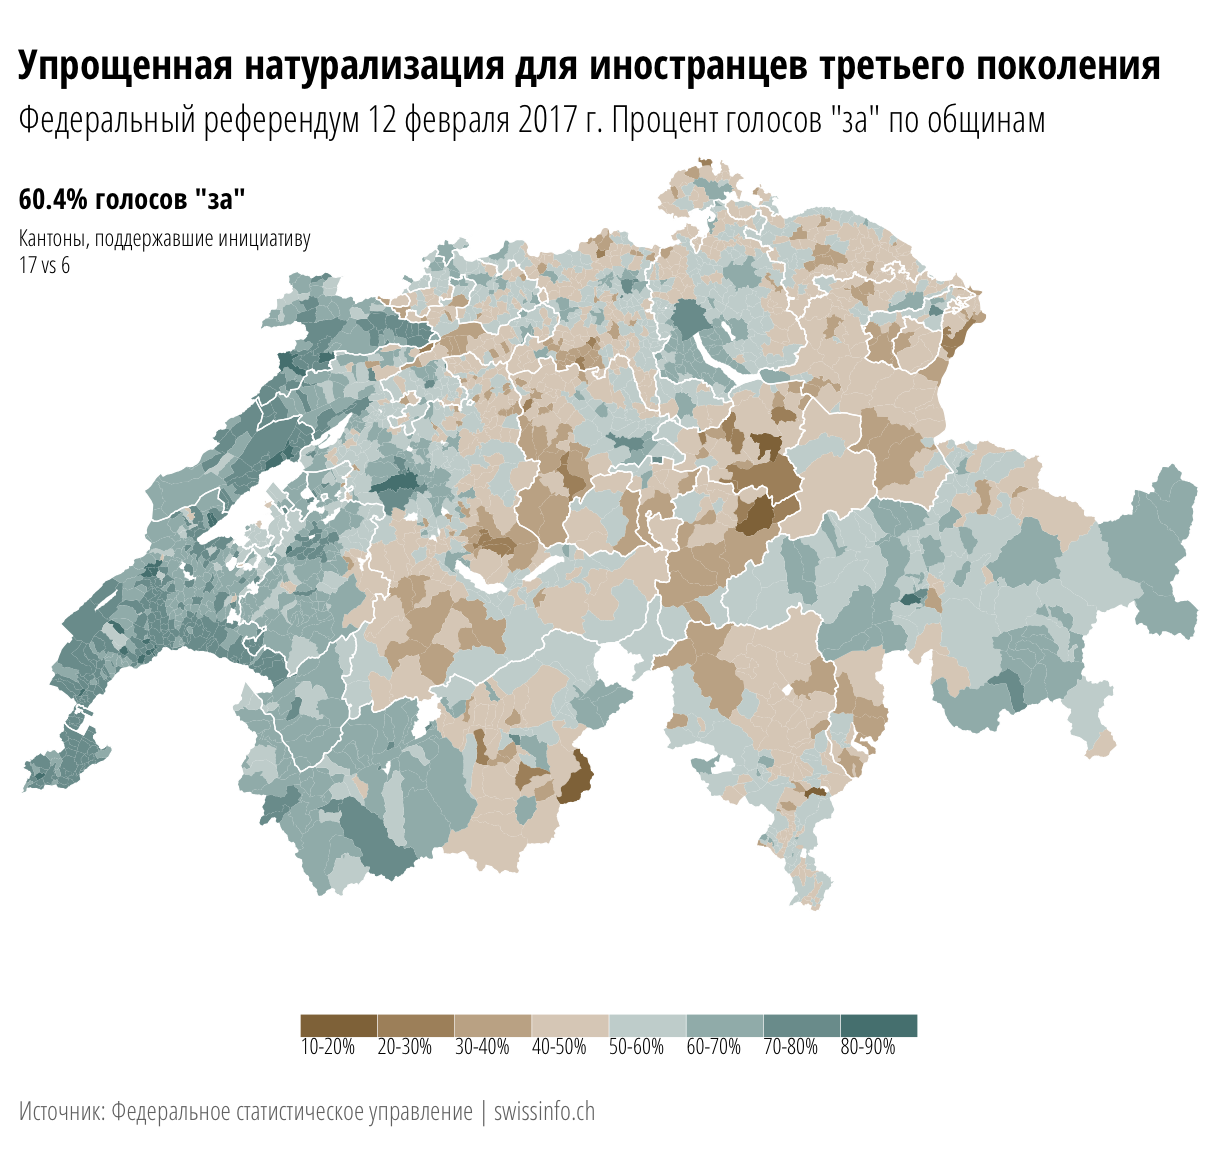 Упрощенная натурализация для иностранцев третьего поколения
Федеральный референдум 12 февраля 2017 г. Процент голосов "за" по общинам
60.4% голосов "за"
Кантоны, поддержавшие инициативу
17 vs 6
10-20% 20-30% 30-40% 40-50% 50-60% 60-70% 70-80% 80-90%
Источник: Федеральное статистическое управление | swissinfo.ch